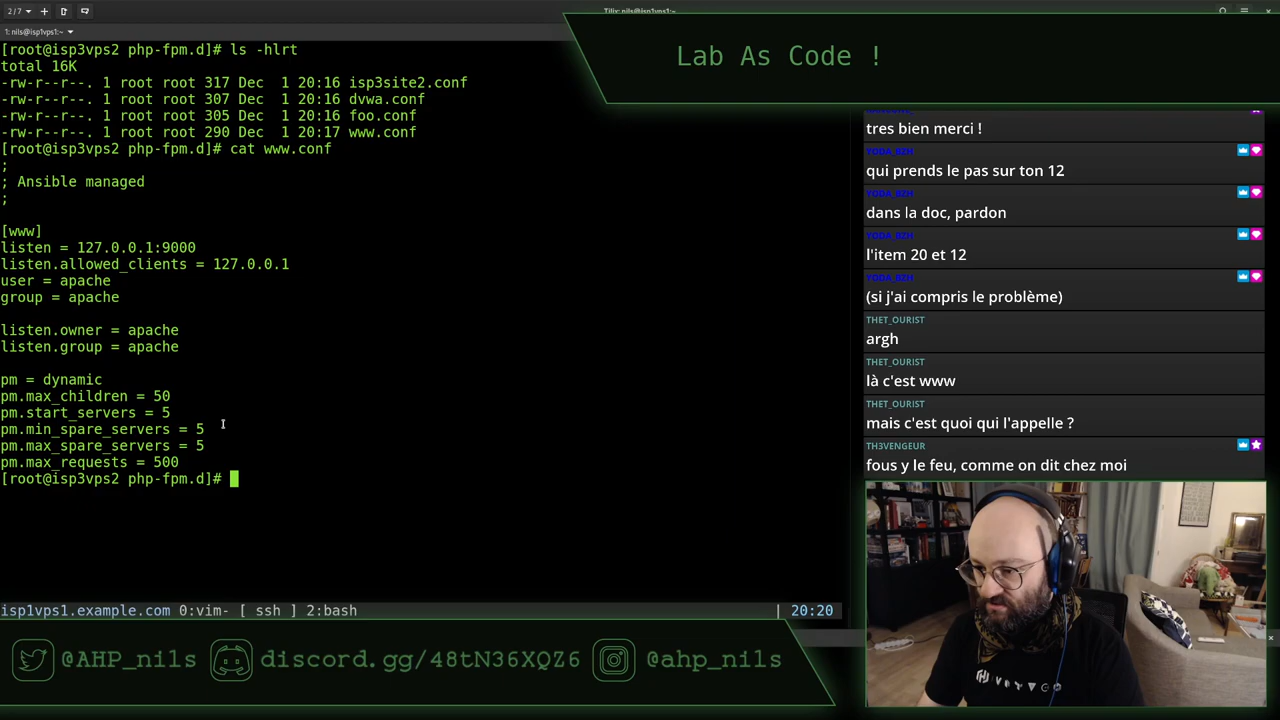 2/7
Tilix: nils@isp1vps1:~
1: nils@isp1vps1:~
[root@isp3vps2 php-fpm.d]# ls -hlrt
total 16K
-rw-r--r--. 1 root root 317 Dec  1 20:16 isp3site2.conf
-rw-r--r--. 1 root root 307 Dec  1 20:16 dvwa.conf
-rw-r--r--. 1 root root 305 Dec  1 20:16 foo.conf
-rw-r--r--. 1 root root 290 Dec  1 20:17 www.conf
[root@isp3vps2 php-fpm.d]# cat www.conf
;
; Ansible managed
;
[www]
listen = 127.0.0.1:9000
listen.allowed_clients = 127.0.0.1
user = apache
group = apache
listen.owner = apache
listen.group = apache
pm = dynamic
pm.max_children = 50
pm.start_servers = 5
pm.min_spare_servers = 5
pm.max_spare_servers = 5
pm.max_requests = 500
[root@isp3vps2 php-fpm.d]#
isp1vps1.example.com 0:vim- [ ssh ] 2:bash
| 20:20
Lab As Code !
tres bien merci !
YODA_BZH
qui prends le pas sur ton 12
YODA_BZH
dans la doc, pardon
YODA_BZH
l'item 20 et 12
YODA_BZH
(si j'ai compris le problème)
THET_OURIST
argh
THET_OURIST
là c'est www
THET_OURIST
mais c'est quoi qui l'appelle ?
TH3VENGEUR
fous y le feu, comme on dit chez moi
@AHP_nils
discord.gg/48tN36XQZ6
@ahp_nils